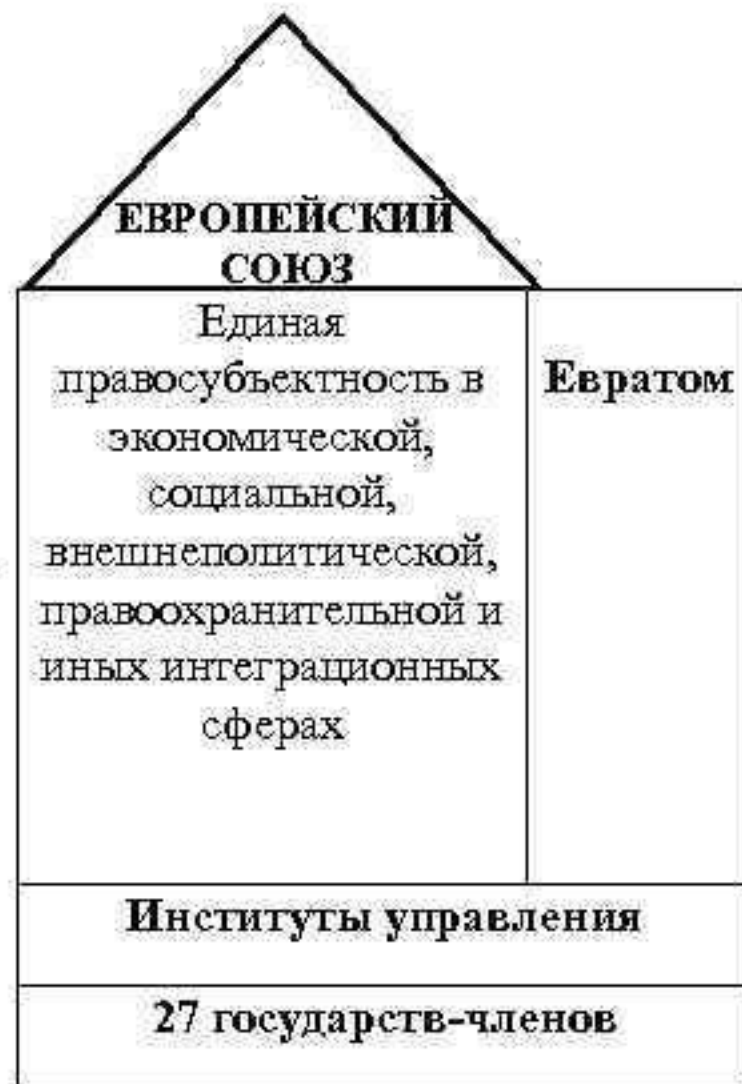 ЕВРОПЕЙСКИЙ
СОЮЗ
Единая
правосубъектность в
экономической,
социальной,
внешнеполитической,
правоохранительной и
иных интеграционных
сферах
Евратом
Институты управления
27 государств-членов